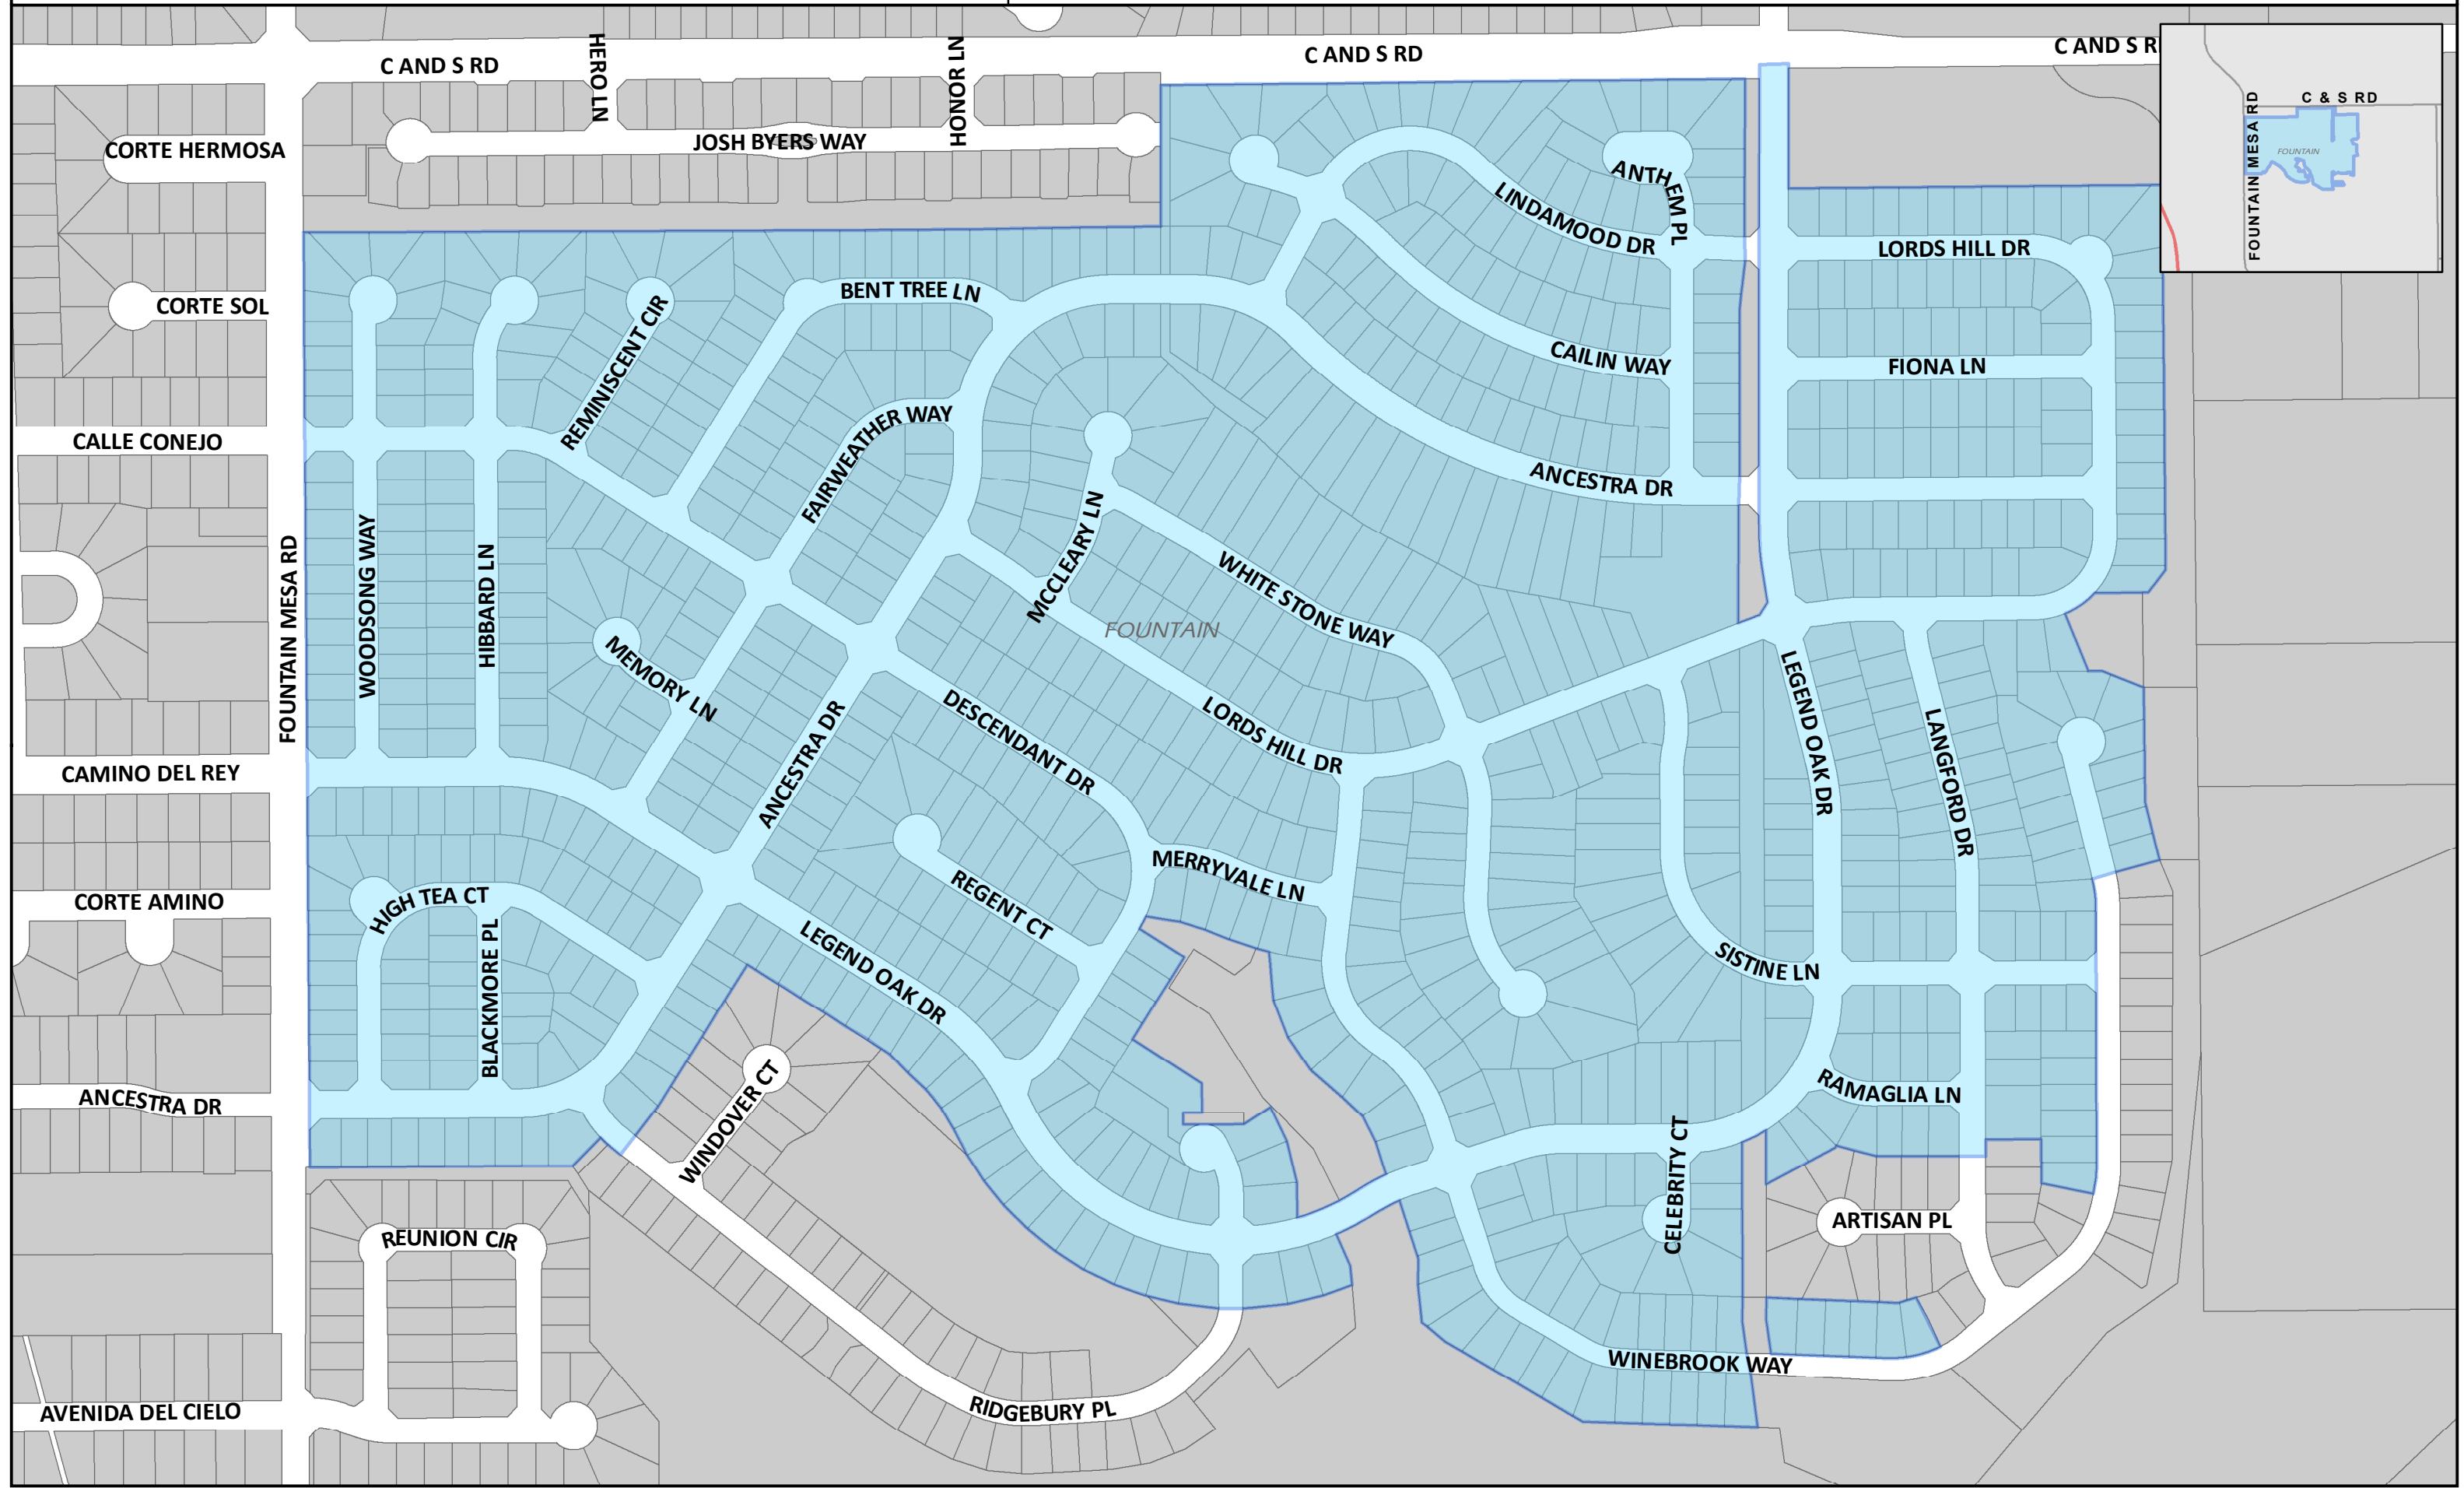 C AND S RD
HERO LN
HONOR LN
C AND S RD
C AND S R
CORTE HERMOSA
JOSH BYERS WAY
ANTHEM PL
LINDAMOOD DR
LORDS HILL DR
C & S RD
FOUNTAIN MESA RD
FOUNTAIN
CORTE SOL
BENT TREE LN
REMINISCENT CIR
CAILIN WAY
FIONA LN
CALLE CONEJO
FAIRWEATHER WAY
ANCESTRA DR
WOODSONG WAY
HIBBARD LN
FOUNTAIN MESA RD
MCCLEARY LN
WHITE STONE WAY
FOUNTAIN
MEMORY LN
DESCENDANT DR
LORDS HILL DR
LEGEND OAK DR
LANGFORD DR
ANCESTRA DR
CAMINO DEL REY
MERRYVALE LN
CORTE AMINO
HIGH TEA CT
BLACKMORE PL
REGENT CT
LEGEND OAK DR
SISTINE LN
ANCESTRA DR
RAMAGLIA LN
WINDOVER CT
CELEBRITY CT
ARTISAN PL
REUNION CIR
WINEBROOK WAY
AVENIDA DEL CIELO
RIDGEBURY PL